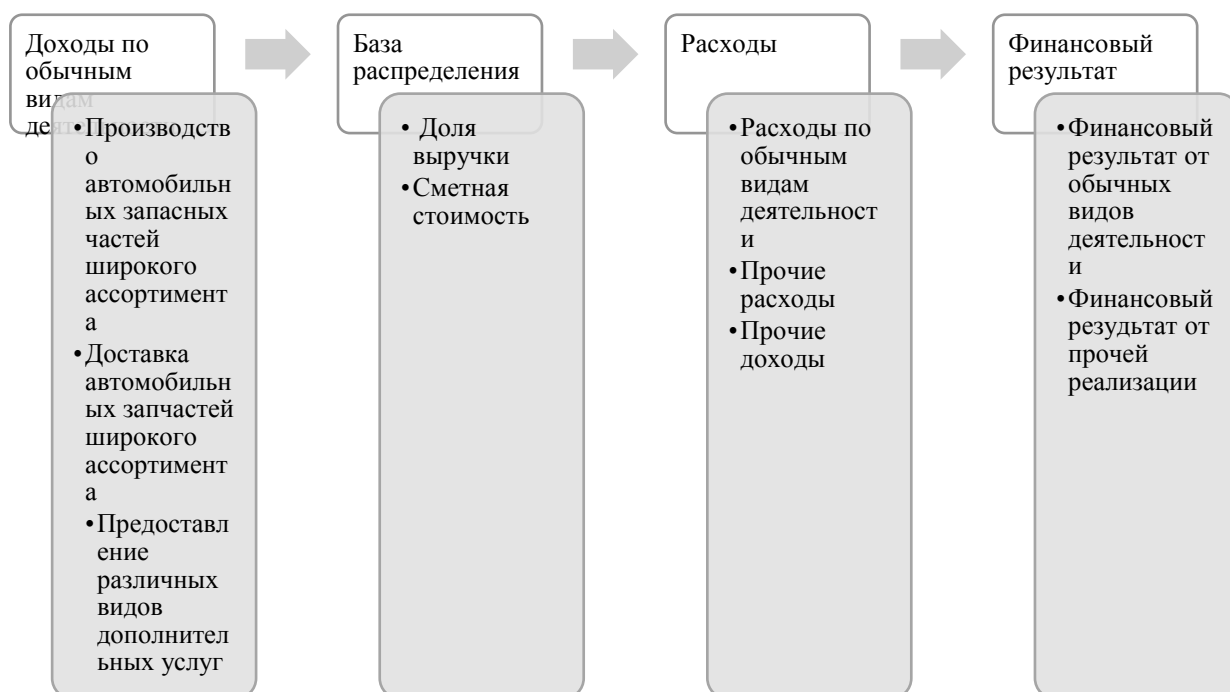 Доходы по
обычным
видам
деятельности
•Производств
о
автомобильн
ых запасных
частей
широкого
ассортимент
а
•Доставка
автомобильн
ых запчастей
широкого
ассортимент
а
•Предоставл
ение
различных
видов
дополнител
ьных услуг
База
распределения
• Доля
выручки
•Сметная
стоимость
Расходы
•Расходы по
обычным
видам
деятельност
и
•Прочие
расходы
•Прочие
доходы
Финансовый
результат
•Финансовый
результат от
обычных
видов
деятельност
и
•Финансовый
резудьтат от
прочей
реализации